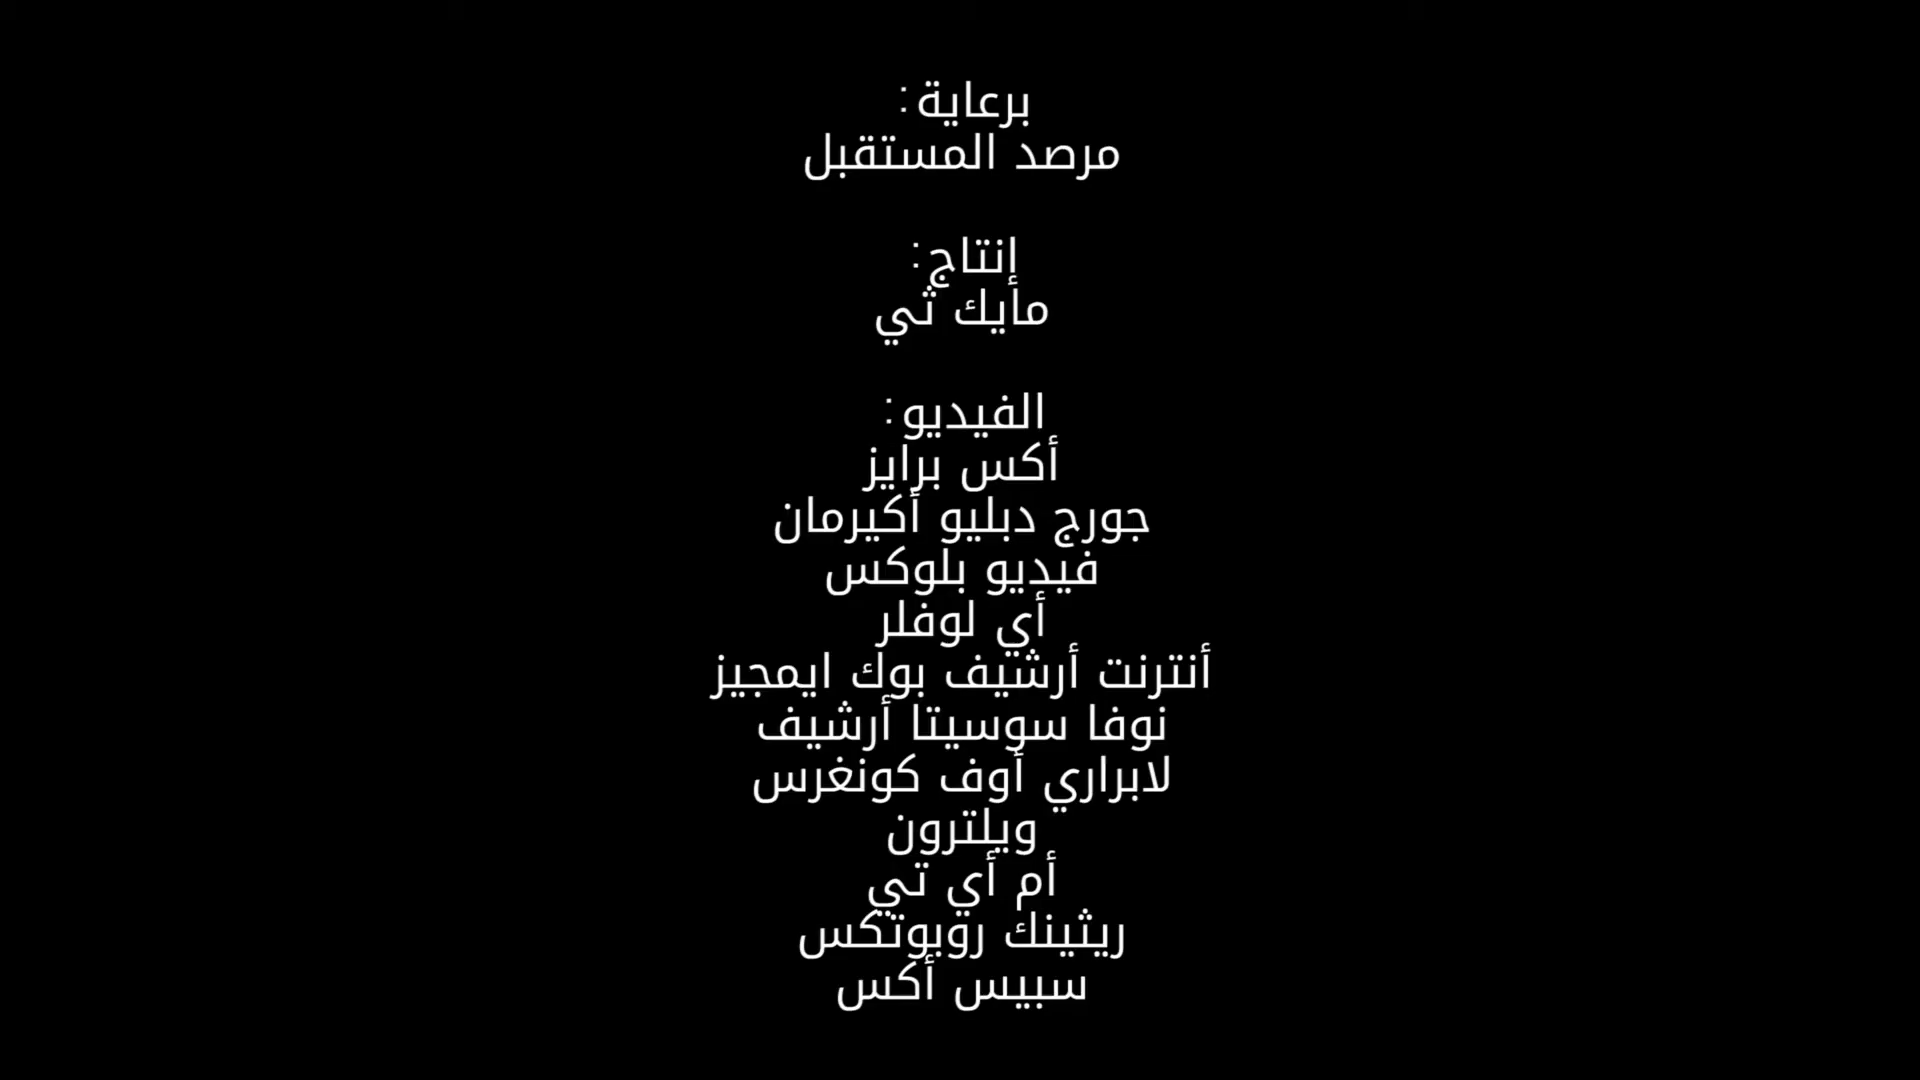 برعاية:
مرصد المستقبل
إنتاج:
مايك تي
الفيديو:
أكس برايز
جورج دبليو أكيرمان
فيديو بلوكس
أي لوفلر
أنترنت أرشيف بوك ايمجيز
نوفا سوسيتا أرشيف
لابراري أوف كونغرس
ويلترون
أم أي تي
ريثينك روبوتكس
سبيس أكس